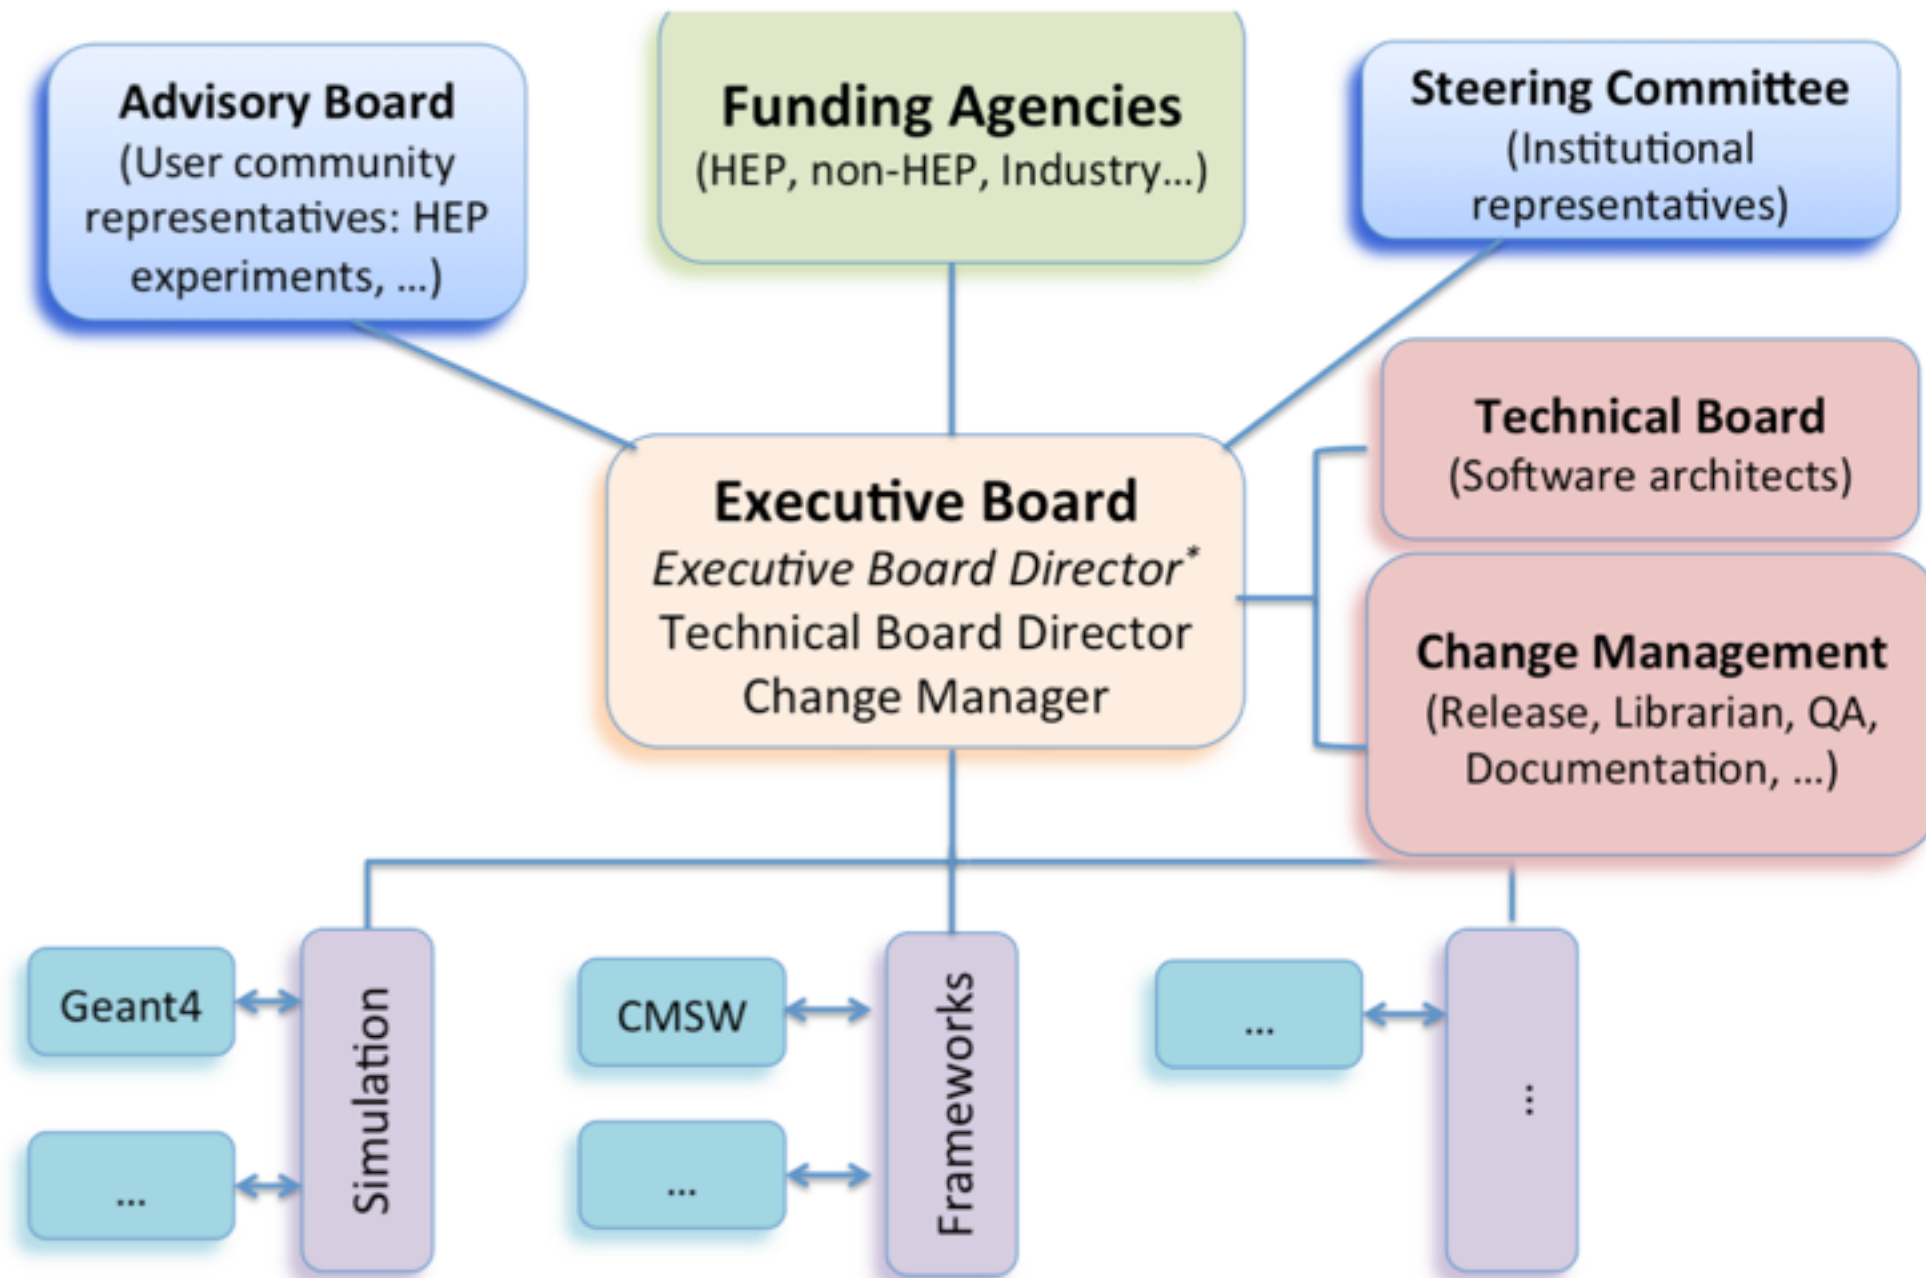 Advisory Board
(User community
representatives: HEP
experiments, ...)
Funding Agencies
(HEP, non-HEP, Industry...)
Steering Committee
(Institutional
representatives)
Executive Board
Executive Board Director*
Technical Board Director
Change Manager
Technical Board
(Software architects)
Change Management
(Release, Librarian, QA,
Documentation, ...)
Geant4
...
Simulation
CMSW
...
Frameworks
...
...